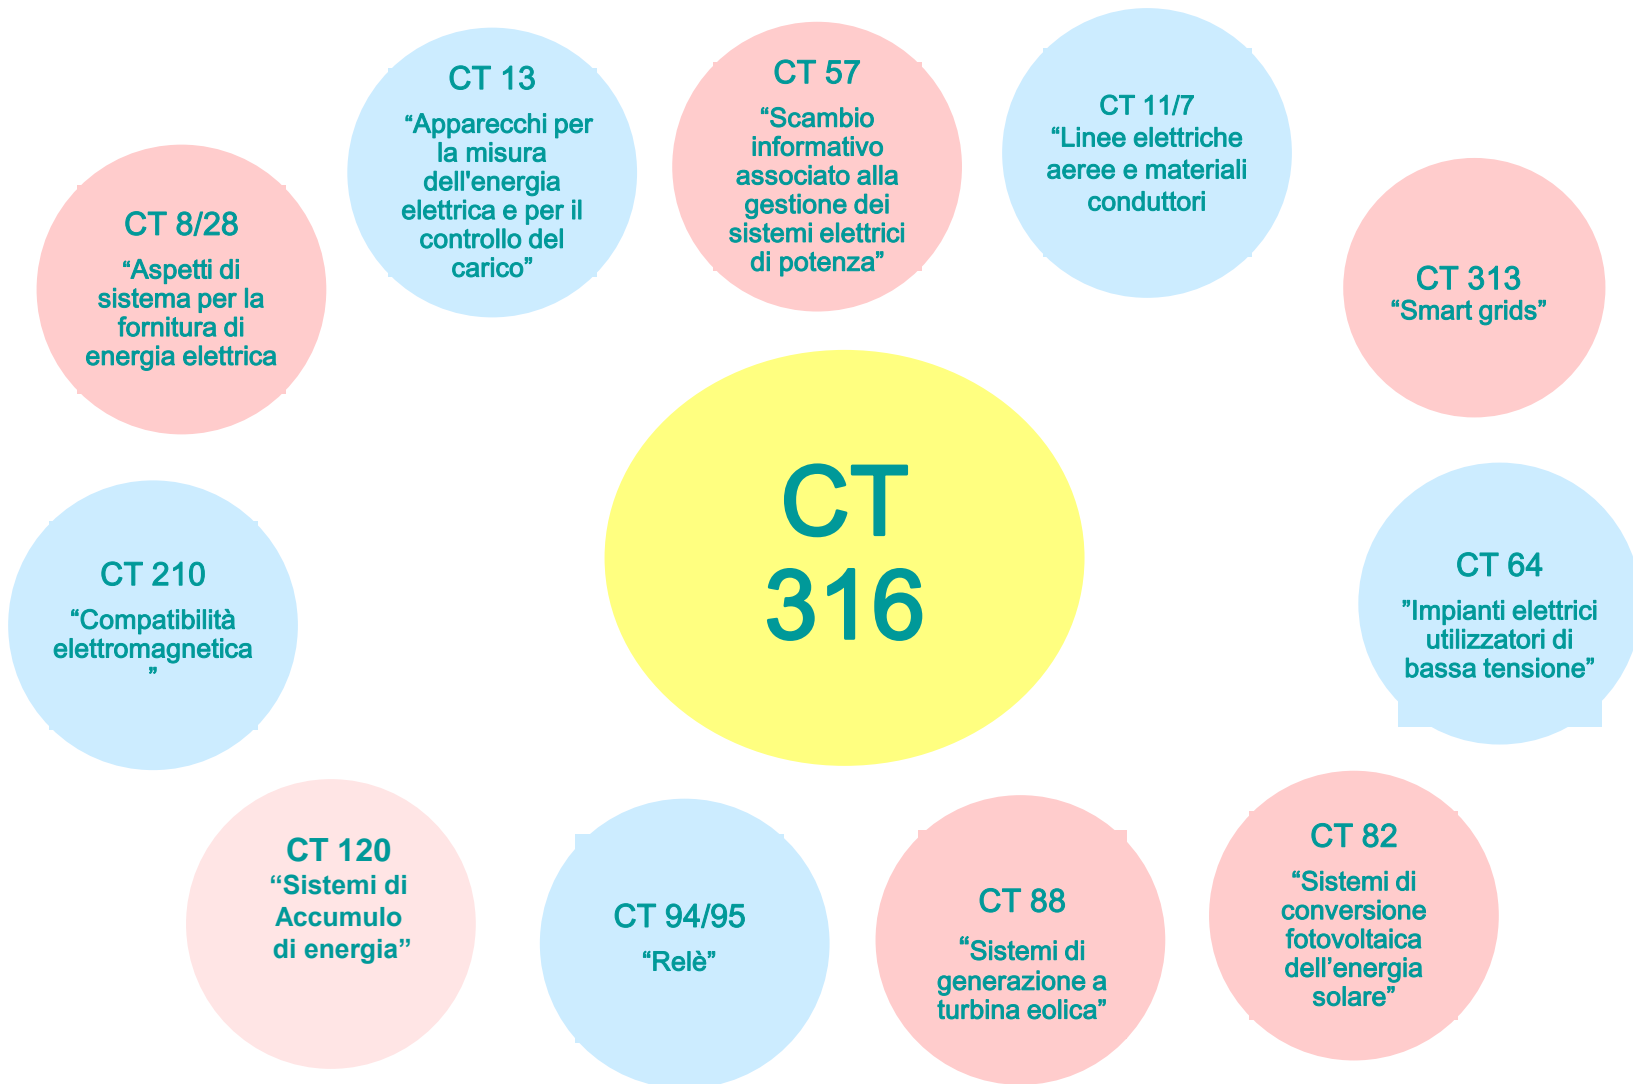 CT 13
“Apparecchi per
la misura
dell'energia
elettrica e per il
controllo del
carico”
CT 57
“Scambio
informativo
associato alla
gestione dei
sistemi elettrici
di potenza”
CT 11/7
“Linee elettriche
aeree e materiali
conduttori
CT 8/28
“Aspetti di
sistema per la
fornitura di
energia elettrica
CT 313
“Smart grids”
CT
316
CT 210
“Compatibilità
elettromagnetica
”
CT 64
”Impianti elettrici
utilizzatori di
bassa tensione”
CT 120
“Sistemi di
Accumulo
di energia”
CT 94/95
“Relè”
CT 88
“Sistemi di
generazione a
turbina eolica”
CT 82
“Sistemi di
conversione
fotovoltaica
dell’energia
solare”